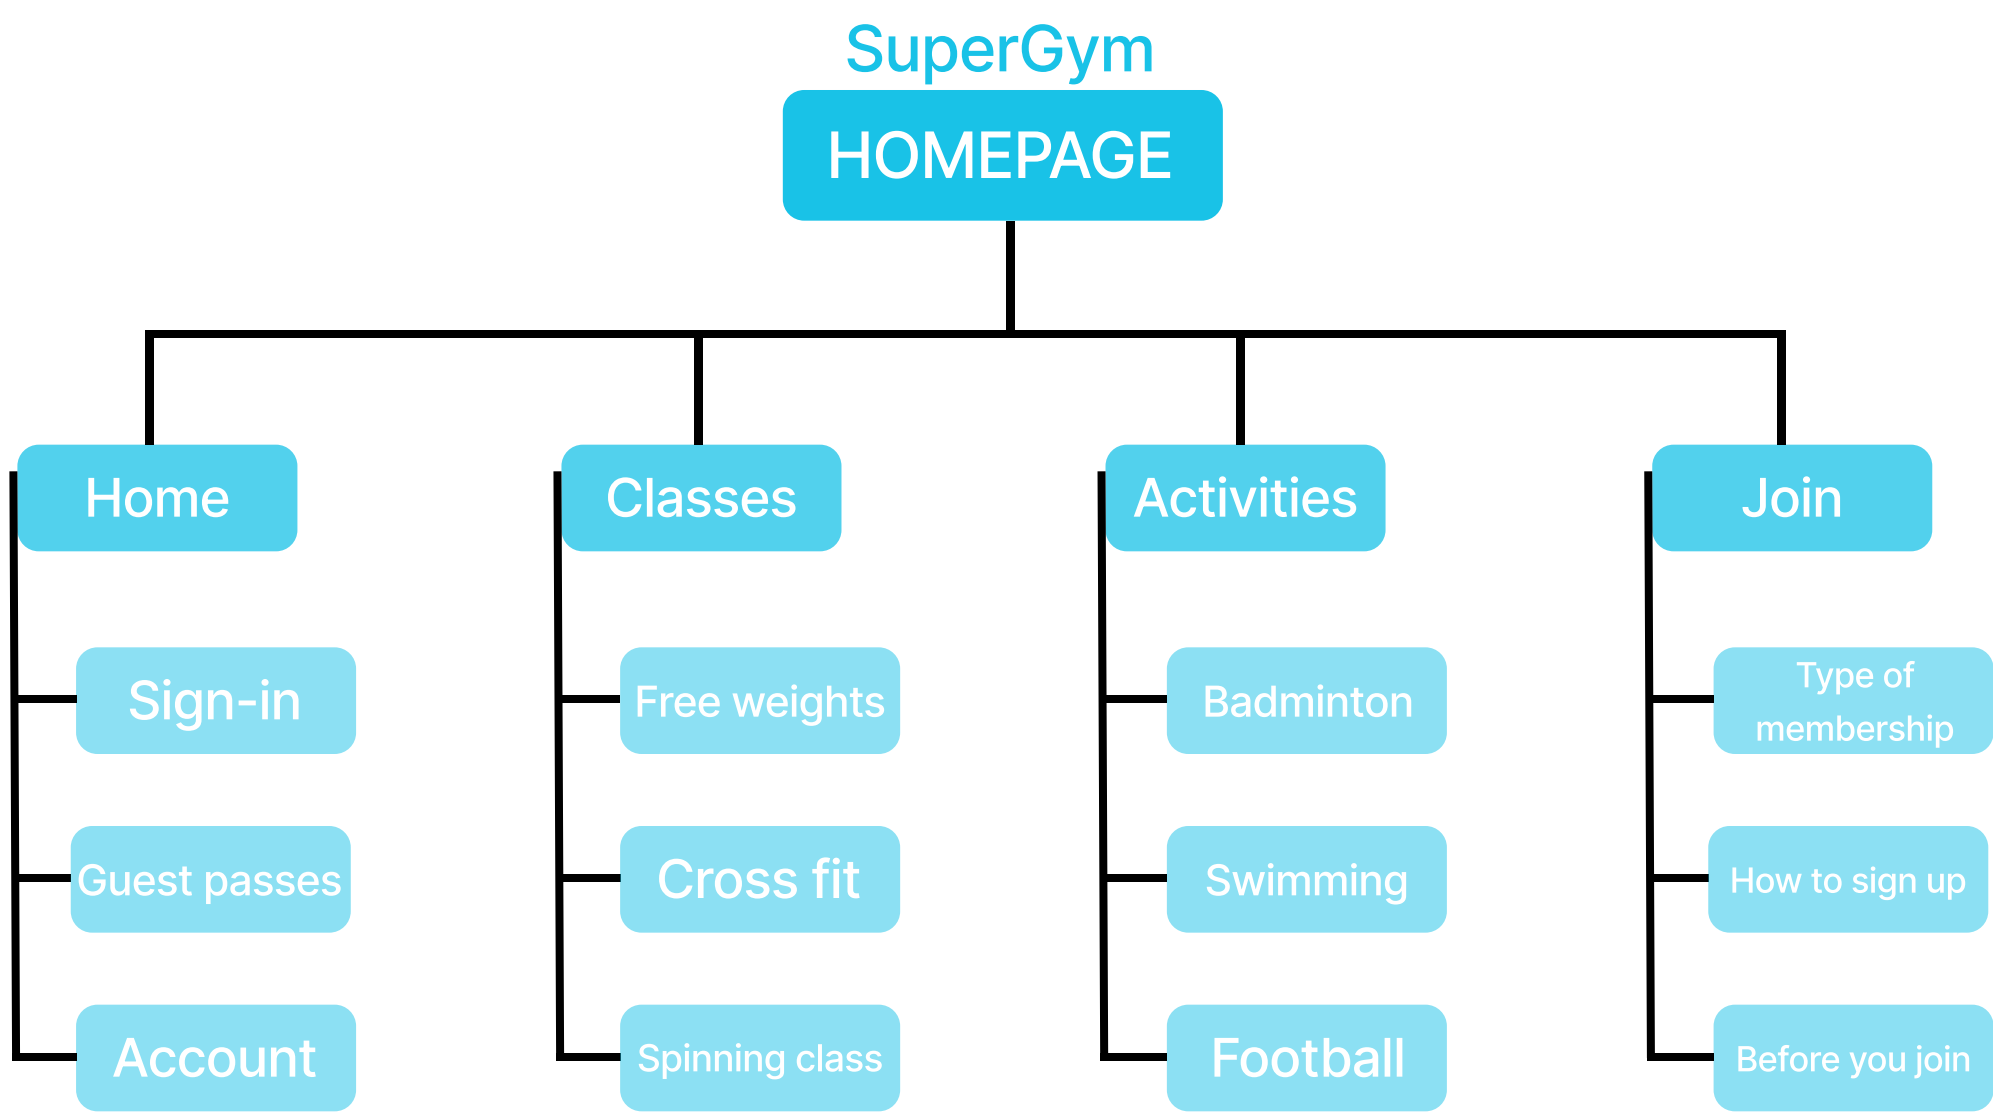 SuperGym
HOMEPAGE
Home
Classes
Activities
Join
Sign-in
Free weights
Badminton
Type of
membership
Guest passes
Cross fit
Swimming
How to sign up
Account
Spinning class
Football
Before you join